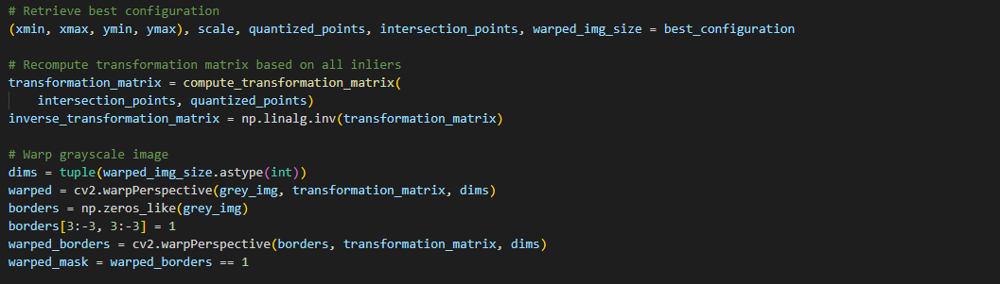 # Retrieve best configuration
(xmin, xmax, ymin, ymax), scale, quantized_points, intersection_points, warped_img_size = best_configuration
# Recompute transformation matrix based on all inliers
transformation_matrix = compute_transformation_matrix(
    intersection_points, quantized_points)
inverse_transformation_matrix = np.linalg.inv(transformation_matrix)
# Warp grayscale image
dims = tuple(warped_img_size.astype(int))
warped = cv2.warpPerspective(grey_img, transformation_matrix, dims)
borders = np.zeros_like(grey_img)
borders[3:-3, 3:-3] = 1
warped_borders = cv2.warpPerspective(borders, transformation_matrix, dims)
warped_mask = warped_borders == 1